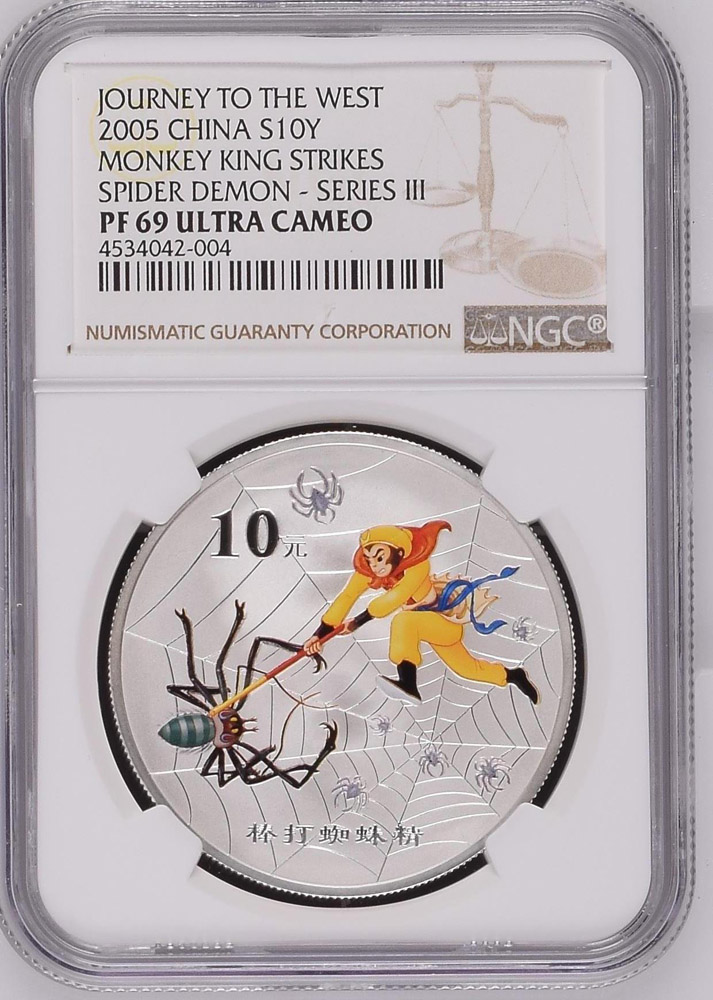 JOURNEY TO THE WEST
2005 CHINA S10Y
MONKEY KING STRIKES
SPIDER DEMON - SERIES III
PF 69 ULTRA CAMEO
4534042-004
NUMISMATIC GUARANTY CORPORATION
NGC®
10元
棒打蜘蛛精